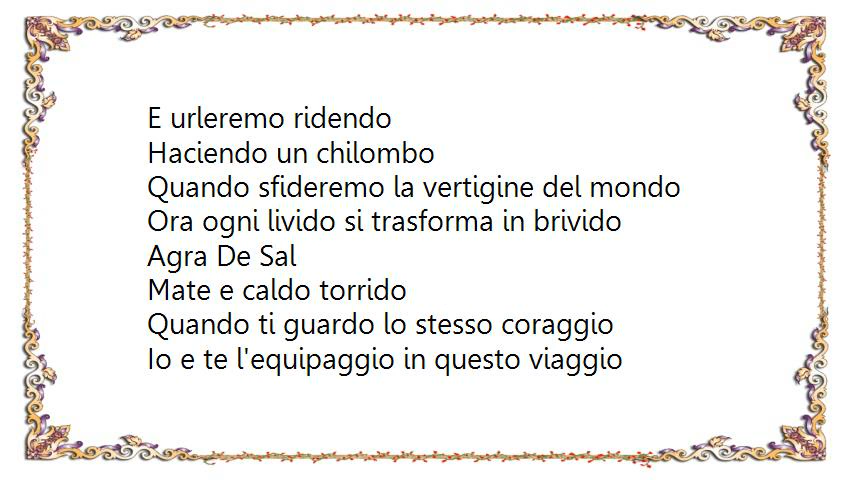 E urleremo ridendo
Haciendo un chilombo
Quando sfideremo la vertigine del mondo
Ora ogni livido si trasforma in brivido
Agra De Sal
Mate e caldo torrido
Quando ti guardo lo stesso coraggio
Io e te l'equipaggio in questo viaggio